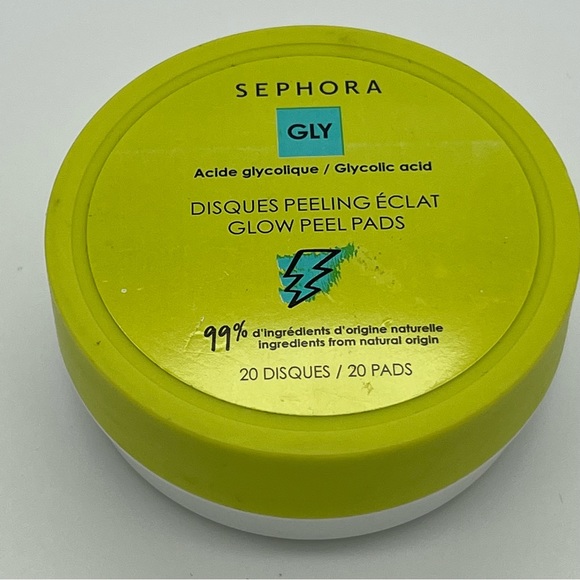 SEPHORA
GLY
Acide glycolique / Glycolic acid
DISQUES PEELING ÉCLAT
GLOW PEEL PADS
99% d'ingrédients d'origine naturelle
ingredients from natural origin
20 DISQUES / 20 PADS